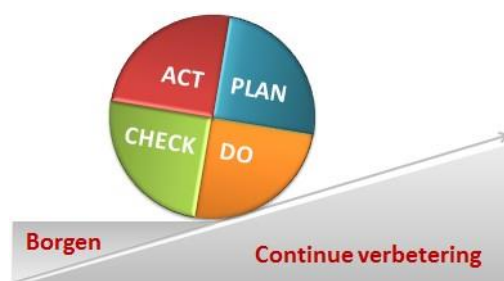 ACT
PLAN
CHECK
DO
Borgen
Continue verbetering